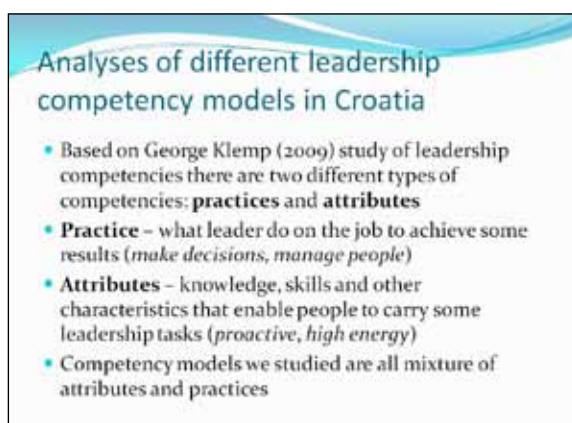 Analyses of different leadership
competency models in Croatia
• Based on George Klemp (2009) study of leadership
competencies there are two different types of
competencies: practices and attributes
• Practice – what leader do on the job to achieve some
results (make decisions, manage people)
• Attributes – knowledge, skills and other
characteristics that enable people to carry some
leadership tasks (proactive, high energy)
• Competency models we studied are all mixture of
attributes and practices